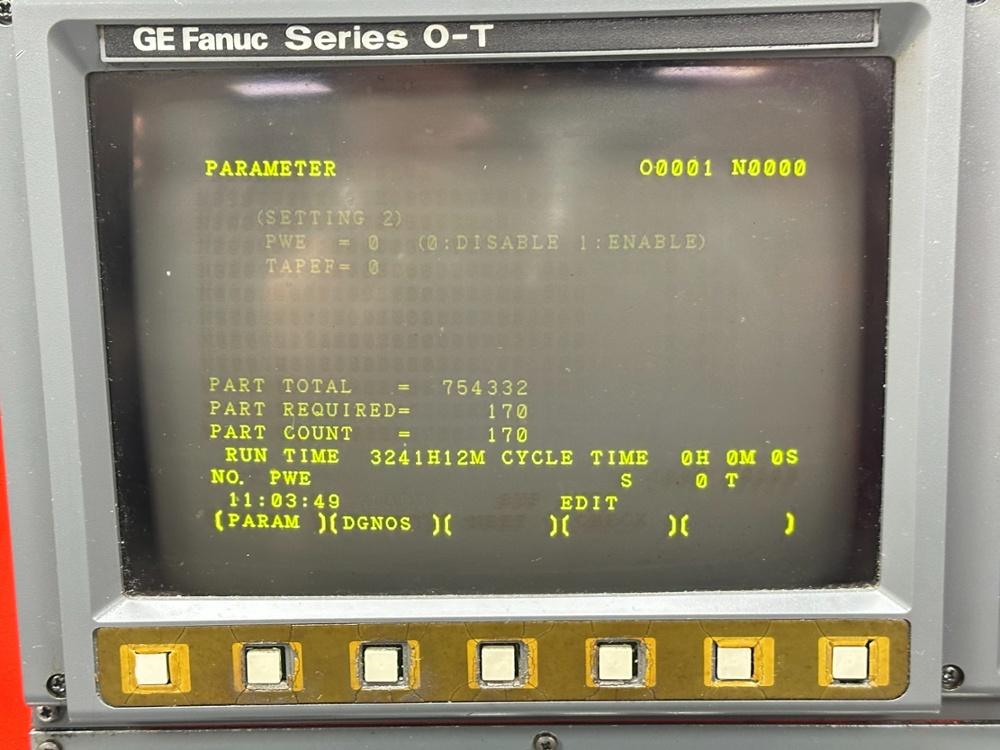 GE Fanuc Series O-T
PARAMETER O0001 N0000
(SETTING 2)
PWE = 0 (0:DISABLE 1:ENABLE)
TAPEF= 0
PART TOTAL = 754332
PART REQUIRED= 170
PART COUNT = 170
RUN TIME 3241H12M CYCLE TIME 0H 0M 0S
NO. PWE S 0 T
11:03:49 EDIT
[PARAM ][DGNOS ][ ][ ][ ]